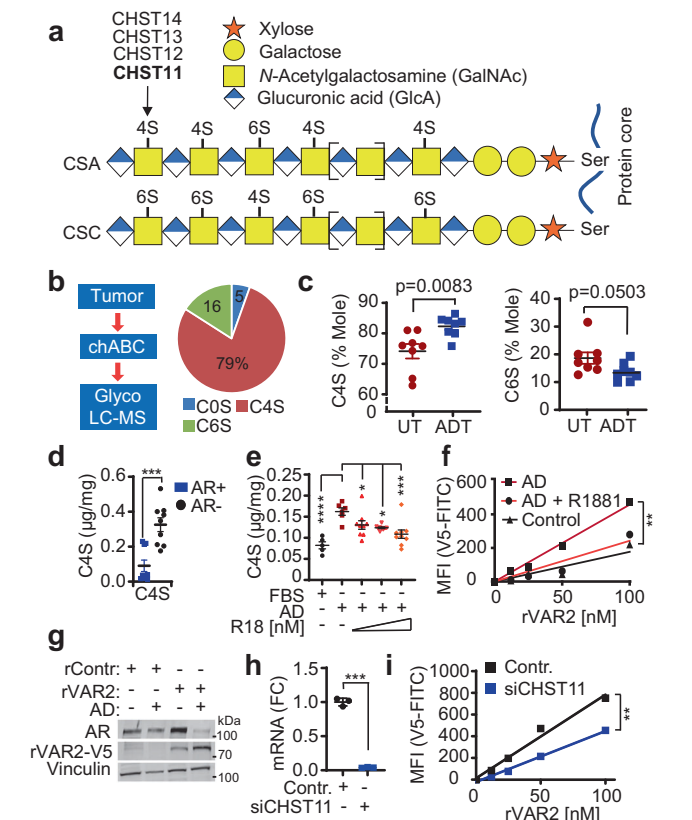 a
CHST14
CHST13
CHST12
CHST11
Xylose
Galactose
N-Acetylgalactosamine (GalNAc)
Glucuronic acid (GlcA)
4S 4S 6S 4S 4S
CSA
Ser
6S 6S 4S 6S 6S
CSC
Ser
Protein core
b
Tumor
chABC
Glyco
LC-MS
16
5
79%
C0S C4S
C6S
c
p=0.0083
C4S (% Mole)
90
80
70
60
0
UT ADT
p=0.0503
C6S (% Mole)
40
30
20
10
0
UT ADT
d
C4S (µg/mg)
0.6
0.4
0.2
0.0
***
C4S
AR+
AR-
e
C4S (µg/mg)
0.25
0.20
0.15
0.10
0.05
0
****
*
*
***
FBS + - - - -
AD - + + + +
R18 [nM] - -
f
MFI (V5-FITC)
600
400
200
0
AD
AD + R1881
Control
**
0 50 100
rVAR2 [nM]
g
rContr: + + - -
rVAR2: - - + +
AD: - + - +
kDa
AR
100
rVAR2-V5
70
Vinculin
100
h
mRNA (FC)
1.5
1.0
0.5
0.0
***
Contr. + -
siCHST11 - +
i
MFI (V5-FITC)
1000
800
600
400
200
0
Contr.
siCHST11
**
0 50 100
rVAR2 [nM]